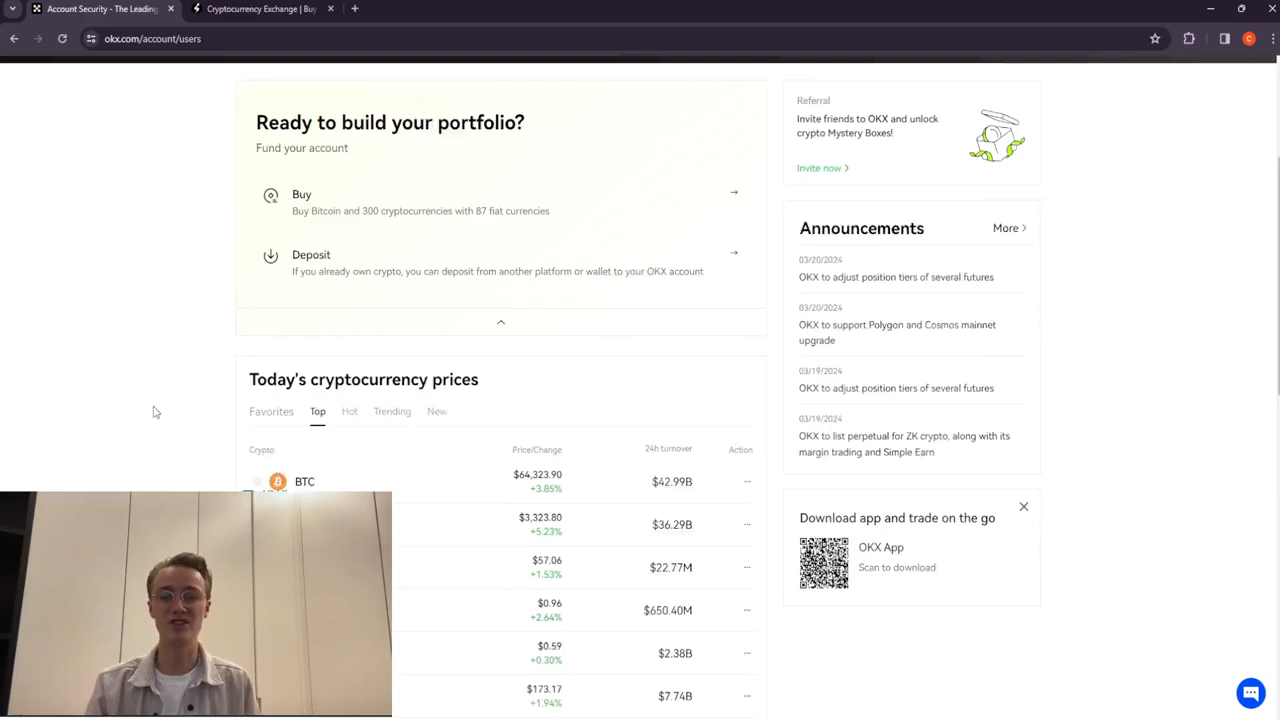 Account Security - The Leading
Cryptocurrency Exchange | Buy
okx.com/account/users
C
Ready to build your portfolio?
Fund your account
Buy
Buy Bitcoin and 300 cryptocurrencies with 87 fiat currencies
Deposit
If you already own crypto, you can deposit from another platform or wallet to your OKX account
Today's cryptocurrency prices
Favorites Top Hot Trending New
Crypto Price/Change 24h turnover Action
BTC $64,323.90 $42.99B
+3.85%
$3,323.80 $36.29B
+5.23%
$57.06 $22.77M
+1.53%
$0.96 $650.40M
+2.64%
$0.59 $2.38B
+0.30%
$173.17 $7.74B
+1.94%
Referral
Invite friends to OKX and unlock
crypto Mystery Boxes!
Invite now
Announcements More
03/20/2024
OKX to adjust position tiers of several futures
03/20/2024
OKX to support Polygon and Cosmos mainnet
upgrade
03/19/2024
OKX to adjust position tiers of several futures
03/19/2024
OKX to list perpetual for ZK crypto, along with its
margin trading and Simple Earn
Download app and trade on the go
OKX App
Scan to download